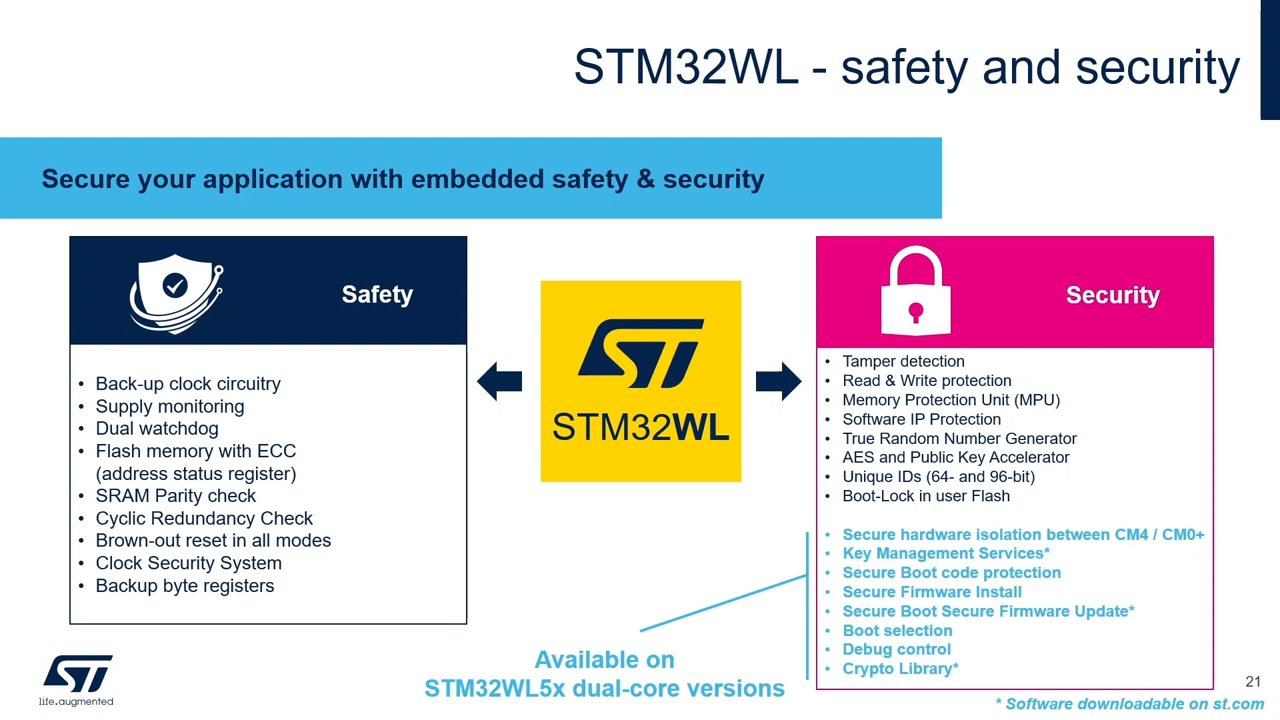 STM32WL - safety and security
Secure your application with embedded safety & security
Safety
• Back-up clock circuitry
• Supply monitoring
• Dual watchdog
• Flash memory with ECC
(address status register)
• SRAM Parity check
• Cyclic Redundancy Check
• Brown-out reset in all modes
• Clock Security System
• Backup byte registers
ST
STM32WL
Security
• Tamper detection
• Read & Write protection
• Memory Protection Unit (MPU)
• Software IP Protection
• True Random Number Generator
• AES and Public Key Accelerator
• Unique IDs (64- and 96-bit)
• Boot-Lock in user Flash
• Secure hardware isolation between CM4 / CM0+
• Key Management Services*
• Secure Boot code protection
• Secure Firmware Install
• Secure Boot Secure Firmware Update*
• Boot selection
• Debug control
• Crypto Library*
Available on
STM32WL5x dual-core versions
ST
life.augmented
21
* Software downloadable on st.com